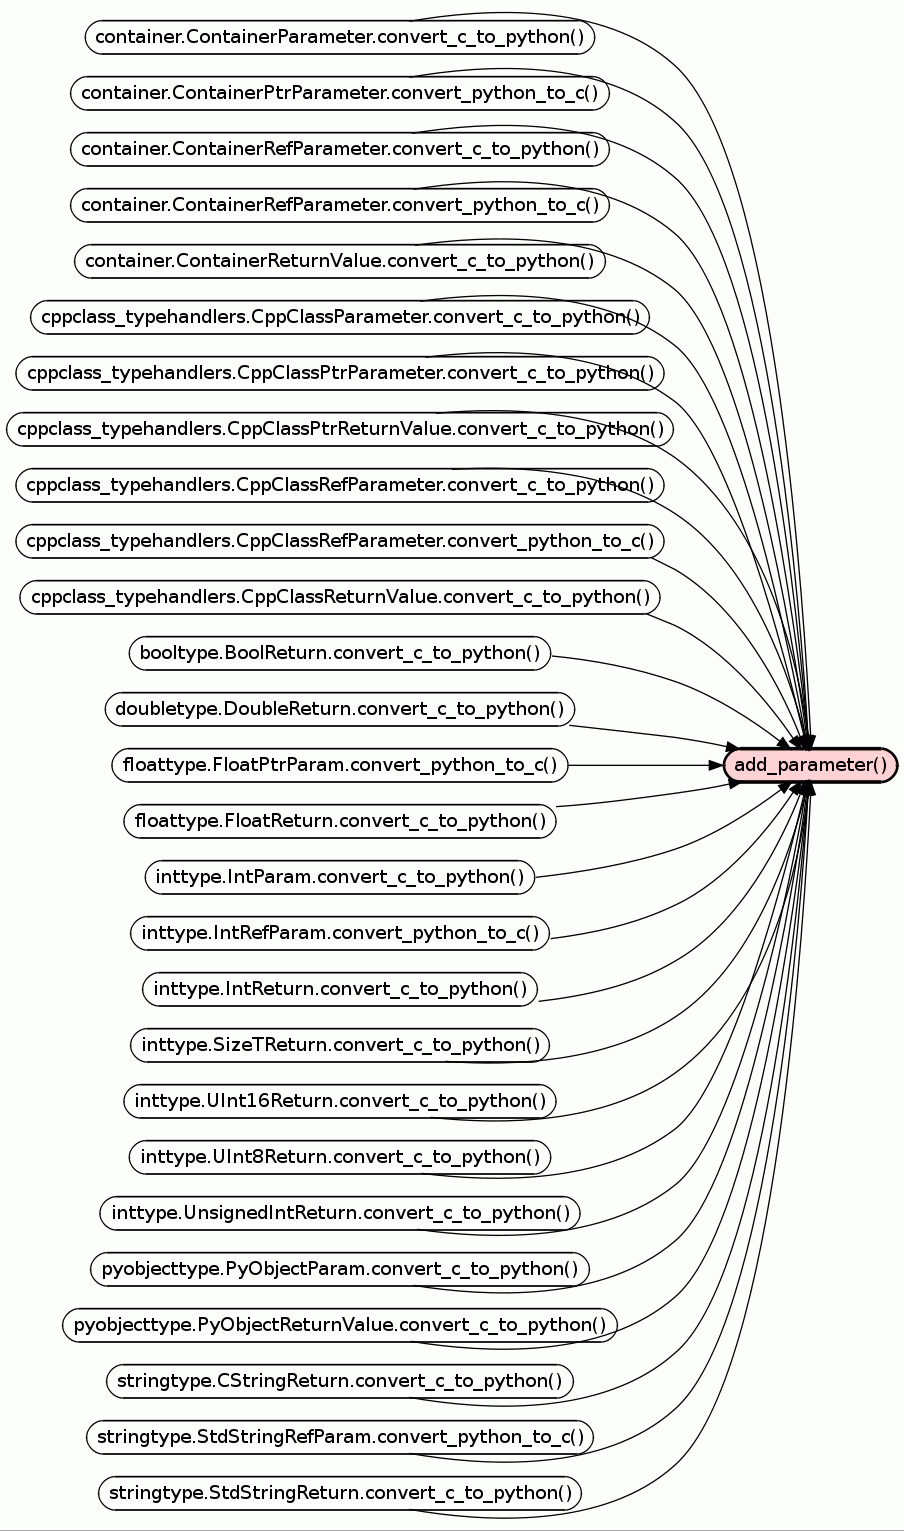 container.ContainerParameter.convert_c_to_python()
container.ContainerPtrParameter.convert_python_to_c()
container.ContainerRefParameter.convert_c_to_python()
container.ContainerRefParameter.convert_python_to_c()
container.ContainerReturnValue.convert_c_to_python()
cppclass_typehandlers.CppClassParameter.convert_c_to_python()
cppclass_typehandlers.CppClassPtrParameter.convert_c_to_python()
cppclass_typehandlers.CppClassPtrReturnValue.convert_c_to_python()
cppclass_typehandlers.CppClassRefParameter.convert_c_to_python()
cppclass_typehandlers.CppClassRefParameter.convert_python_to_c()
cppclass_typehandlers.CppClassReturnValue.convert_c_to_python()
booltype.BoolReturn.convert_c_to_python()
doubletype.DoubleReturn.convert_c_to_python()
floattype.FloatPtrParam.convert_python_to_c()
add_parameter()
floattype.FloatReturn.convert_c_to_python()
inttype.IntParam.convert_c_to_python()
inttype.IntRefParam.convert_python_to_c()
inttype.IntReturn.convert_c_to_python()
inttype.SizeTReturn.convert_c_to_python()
inttype.UInt16Return.convert_c_to_python()
inttype.UInt8Return.convert_c_to_python()
inttype.UnsignedIntReturn.convert_c_to_python()
pyobjecttype.PyObjectParam.convert_c_to_python()
pyobjecttype.PyObjectReturnValue.convert_c_to_python()
stringtype.CStringReturn.convert_c_to_python()
stringtype.StdStringRefParam.convert_python_to_c()
stringtype.StdStringReturn.convert_c_to_python()